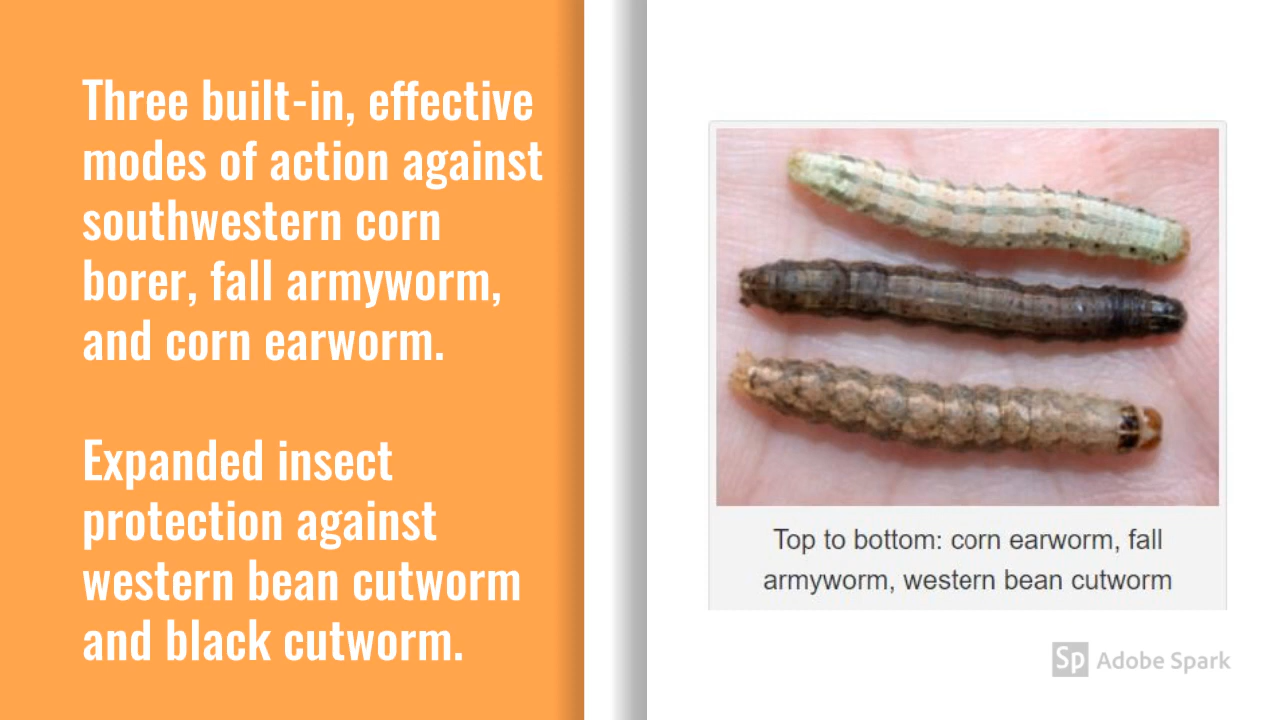 Three built-in, effective
modes of action against
southwestern corn
borer, fall armyworm,
and corn earworm.
Expanded insect
protection against
western bean cutworm
and black cutworm.
Top to bottom: corn earworm, fall
armyworm, western bean cutworm
Sp Adobe Spark